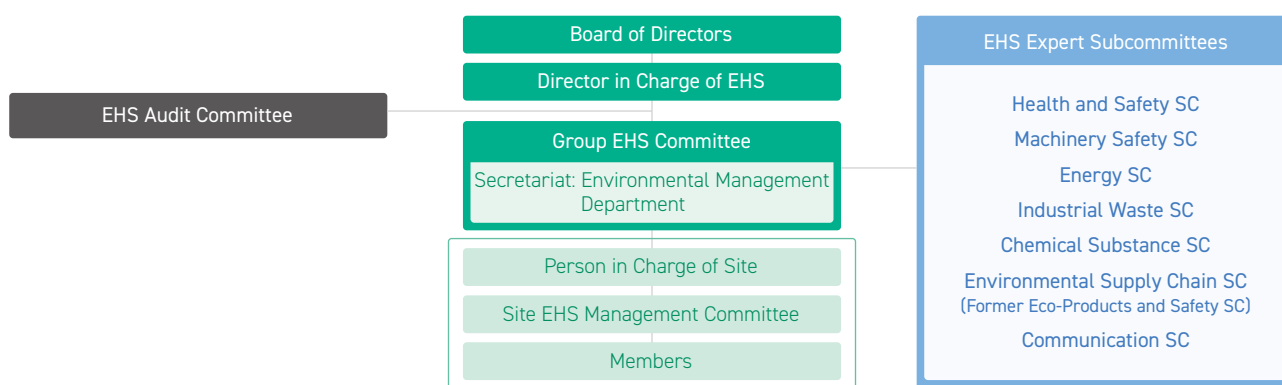 Board of Directors
Director in Charge of EHS
EHS Audit Committee
Group EHS Committee
Secretariat: Environmental Management
Department
Person in Charge of Site
Site EHS Management Committee
Members
EHS Expert Subcommittees
Health and Safety SC
Machinery Safety SC
Energy SC
Industrial Waste SC
Chemical Substance SC
Environmental Supply Chain SC
(Former Eco-Products and Safety SC)
Communication SC